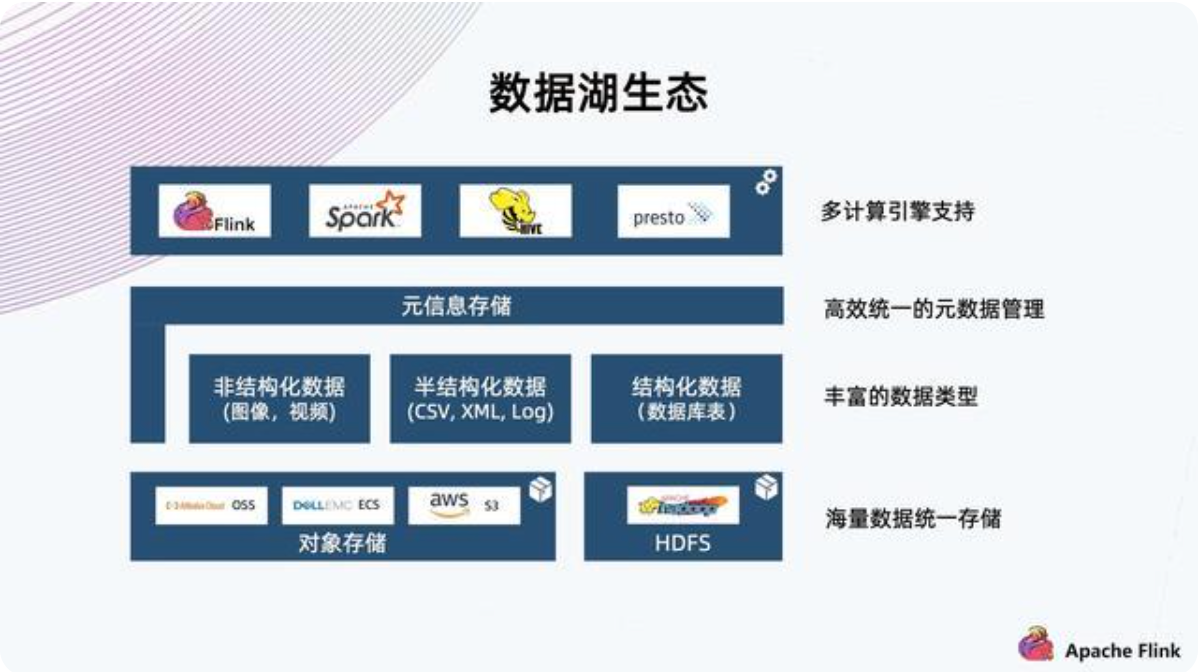 数据湖生态
Flink
APACHE
Spark
HIVE
presto
多计算引擎支持
元信息存储
高效统一的元数据管理
非结构化数据
(图像，视频)
半结构化数据
(CSV, XML, Log)
结构化数据
（数据库表）
丰富的数据类型
Alibaba Cloud OSS
DELLEMC ECS
aws S3
对象存储
APACHE
hadoop
HDFS
海量数据统一存储
Apache Flink